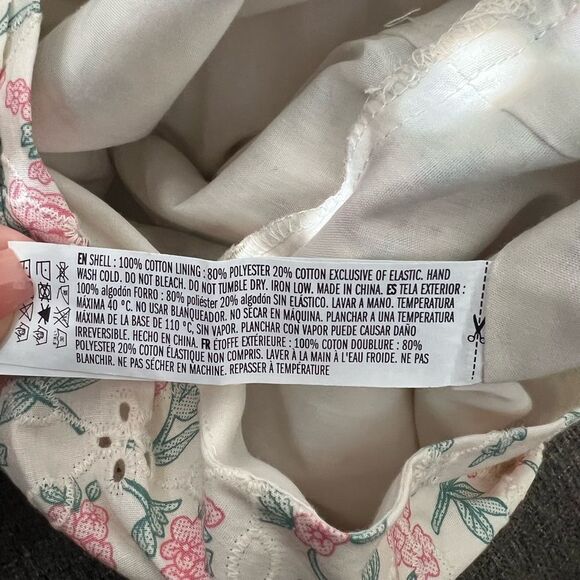 EN SHELL : 100% COTTON LINING : 80% POLYESTER 20% COTTON EXCLUSIVE OF ELASTIC. HAND
WASH COLD. DO NOT BLEACH. DO NOT TUMBLE DRY. IRON LOW. MADE IN CHINA. ES TELA EXTERIOR :
100% algodón FORRO : 80% poliéster 20% algodón SIN ELÁSTICO. LAVAR A MANO. TEMPERATURA
MÁXIMA 40 °C. NO USAR BLANQUEADOR. NO SECAR EN MÁQUINA. PLANCHAR A UNA TEMPERATURA
MÁXIMA DE LA BASE DE 110 °C, SIN VAPOR. PLANCHAR CON VAPOR PUEDE CAUSAR DAÑO
IRREVERSIBLE. HECHO EN CHINA. FR ÉTOFFE EXTÉRIEURE : 100% COTON DOUBLURE : 80%
POLYESTER 20% COTON ÉLASTIQUE NON COMPRIS. LAVER À LA MAIN À L'EAU FROIDE. NE PAS
BLANCHIR. NE PAS SÉCHER EN MACHINE. REPASSER À TEMPÉRATURE